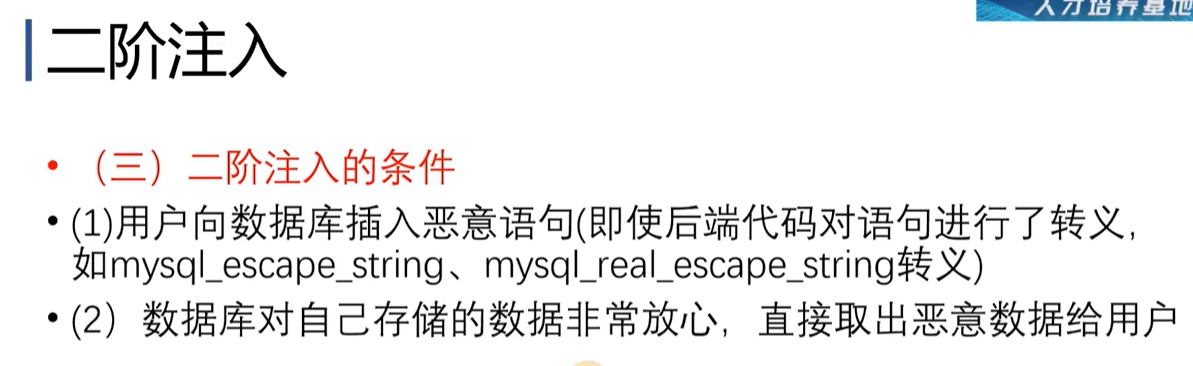 人才培养基地
二阶注入
• （三）二阶注入的条件
• (1)用户向数据库插入恶意语句(即使后端代码对语句进行了转义，
如mysql_escape_string、mysql_real_escape_string转义)
• (2）数据库对自己存储的数据非常放心，直接取出恶意数据给用户